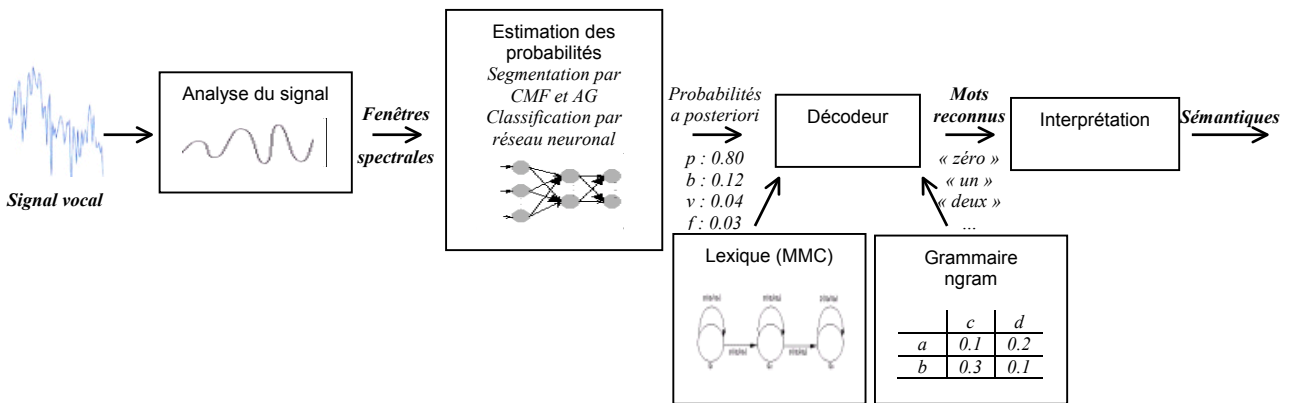 Signal vocal
Analyse du signal
Fenêtres
spectrales
Estimation des
probabilités
Segmentation par
CMF et AG
Classification par
réseau neuronal
Probabilités
a posteriori
p : 0.80
b : 0.12
v : 0.04
f : 0.03
Décodeur
Mots
reconnus
« zéro »
« un »
« deux »
...
Interprétation
Sémantiques
Lexique (MMC)
Grammaire
ngram
c d
a 0.1 0.2
b 0.3 0.1